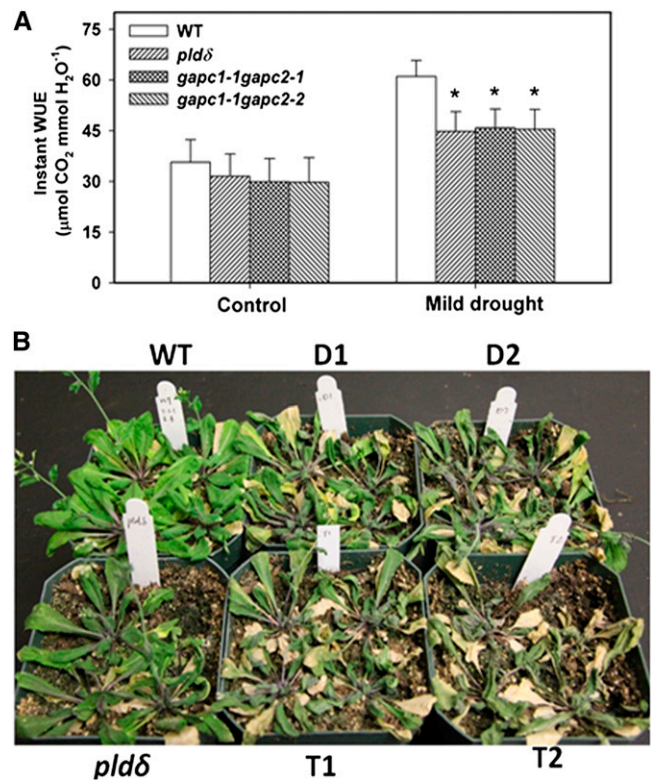 A
75
60
45
30
15
0
Instant WUE
(μmol CO₂ mmol H₂O⁻¹)
WT
pldδ
gapc1-1gapc2-1
gapc1-1gapc2-2
* * *
Control Mild drought
B
WT D1 D2
pldδ
pldδ T1 T2